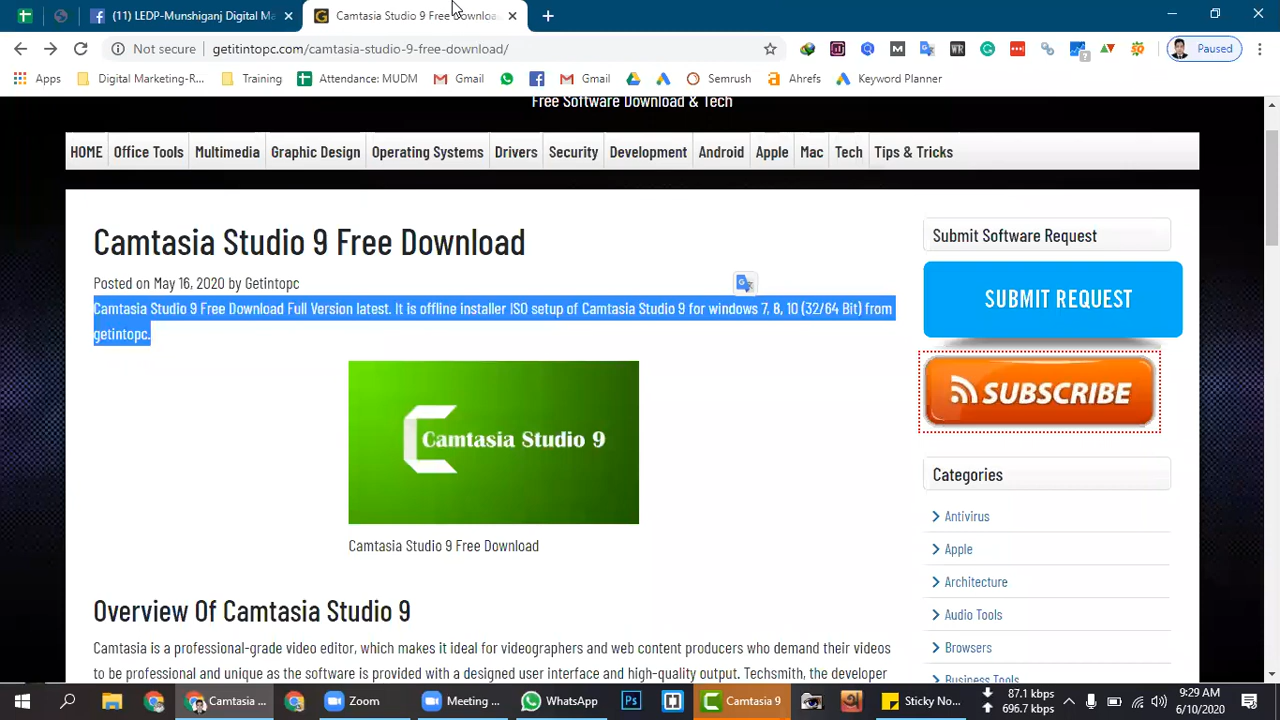 (11) LEDP-Munshiganj Digital Ma
Camtasia Studio 9 Free Downloa
Not secure
getitintopc.com/camtasia-studio-9-free-download/
Paused
Apps
Digital Marketing-R...
Training
Attendance: MUDM
Gmail
Gmail
Semrush
Ahrefs
Keyword Planner
Free Software Download & Tech
HOME Office Tools Multimedia Graphic Design Operating Systems Drivers Security Development Android Apple Mac Tech Tips & Tricks
Camtasia Studio 9 Free Download
Posted on May 16, 2020 by Getintopc
Camtasia Studio 9 Free Download Full Version latest. It is offline installer ISO setup of Camtasia Studio 9 for windows 7, 8, 10 (32/64 Bit) from
getintopc.
Camtasia Studio 9
Camtasia Studio 9 Free Download
Overview Of Camtasia Studio 9
Camtasia is a professional-grade video editor, which makes it ideal for videographers and web content producers who demand their videos
to be professional and unique as the software is provided with a designed user interface and high-quality output. Techsmith, the developer
Submit Software Request
SUBMIT REQUEST
SUBSCRIBE
Categories
Antivirus
Apple
Architecture
Audio Tools
Browsers
Business Tools
Camtasia ...
Zoom
Meeting ...
WhatsApp
Camtasia 9
Sticky No...
87.1 kbps
696.7 kbps
9:29 AM
6/10/2020